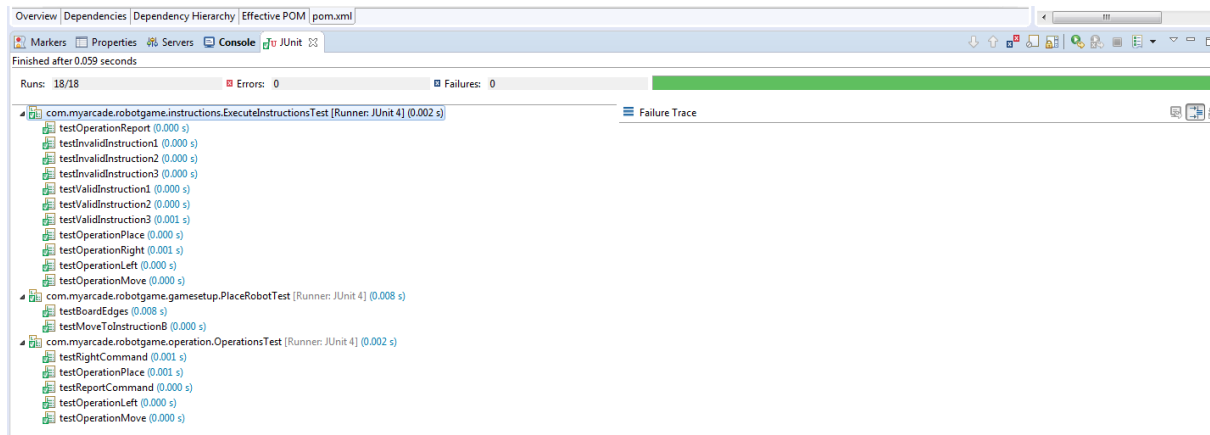 Overview Dependencies Dependency Hierarchy Effective POM pom.xml
Markers Properties Servers Console JUnit
Finished after 0.059 seconds
Runs: 18/18 Errors: 0 Failures: 0
com.myarcade.robotgame.instructions.ExecuteInstructionsTest [Runner: JUnit 4] (0.002 s) Failure Trace
testOperationReport (0.000 s)
testInvalidInstruction1 (0.000 s)
testInvalidInstruction2 (0.000 s)
testInvalidInstruction3 (0.000 s)
testValidInstruction1 (0.000 s)
testValidInstruction2 (0.000 s)
testValidInstruction3 (0.001 s)
testOperationPlace (0.000 s)
testOperationRight (0.001 s)
testOperationLeft (0.000 s)
testOperationMove (0.000 s)
com.myarcade.robotgame.gamesetup.PlaceRobotTest [Runner: JUnit 4] (0.008 s)
testBoardEdges (0.008 s)
testMoveToInstructionB (0.000 s)
com.myarcade.robotgame.operation.OperationsTest [Runner: JUnit 4] (0.002 s)
testRightCommand (0.001 s)
testOperationPlace (0.001 s)
testReportCommand (0.000 s)
testOperationLeft (0.000 s)
testOperationMove (0.000 s)